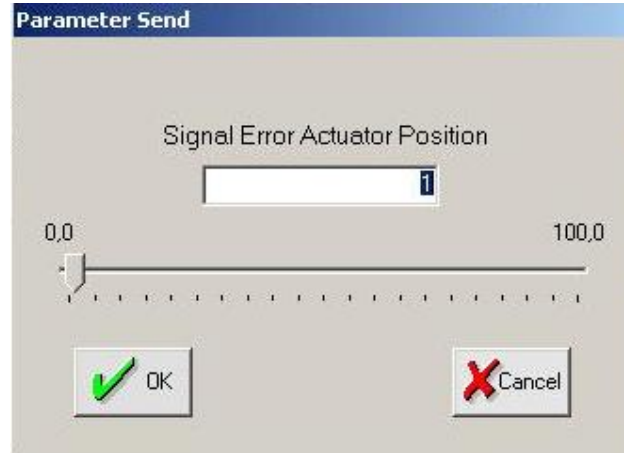 Parameter Send
Signal Error Actuator Position
1
0,0
100,0
OK
Cancel